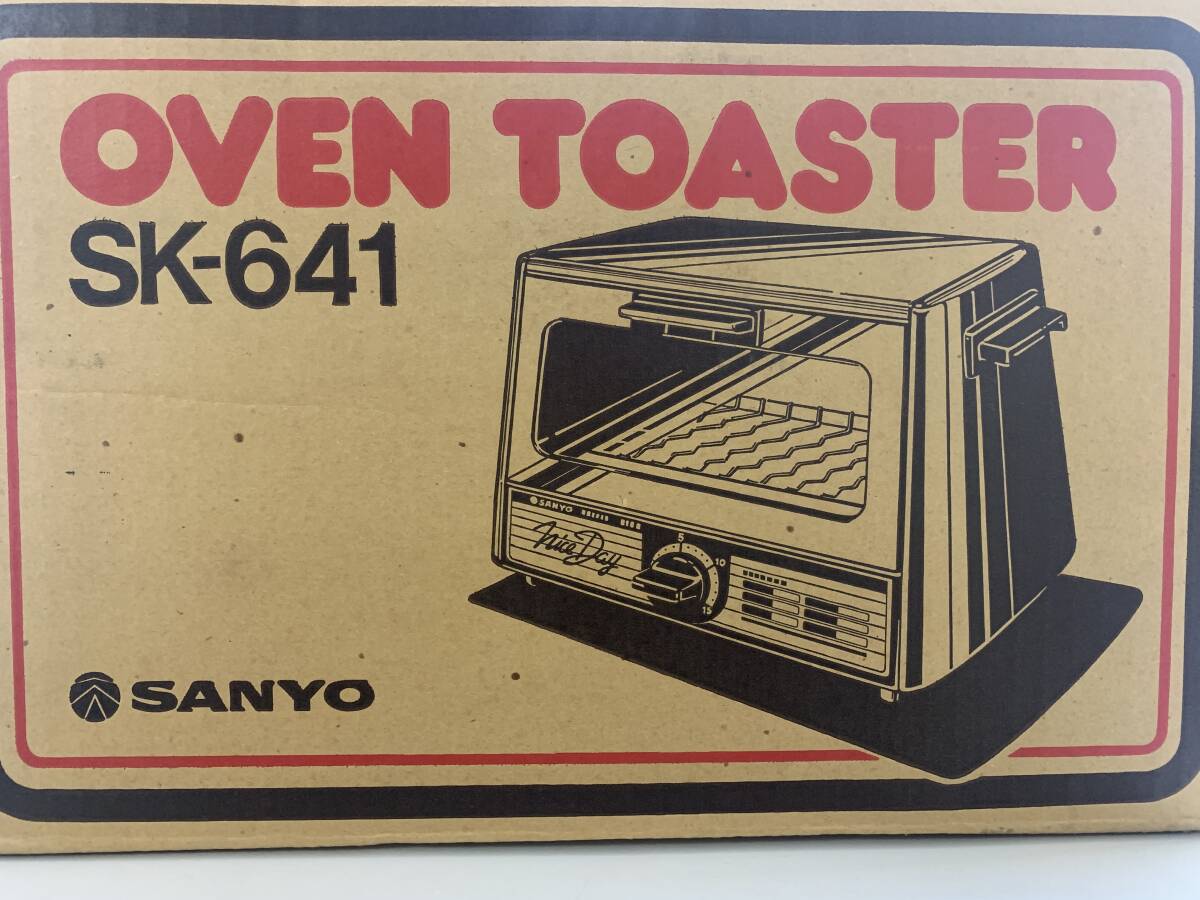 OVEN TOASTER
SK-641
SANYO
Nice Day
5
10
15
SANYO